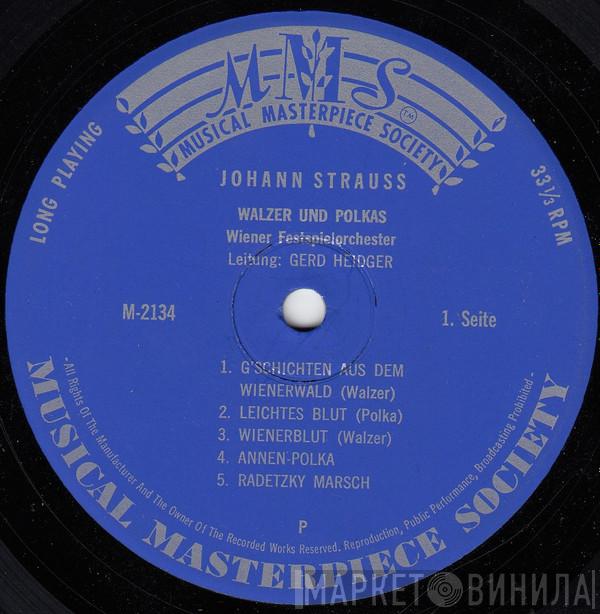 MMS
TM
MUSICAL MASTERPIECE SOCIETY
LONG PLAYING
33 1/3 RPM
JOHANN STRAUSS
WALZER UND POLKAS
Wiener Festspielorchester
Leitung: GERD HEIDGER
M-2134
1. Seite
1. G'SCHICHTEN AUS DEM
WIENERWALD (Walzer)
2. LEICHTES BLUT (Polka)
3. WIENERBLUT (Walzer)
4. ANNEN-POLKA
5. RADETZKY MARSCH
P
-All Rights Of The Manufacturer And The Owner Of The Recorded Works Reserved. Reproduction, Public Performance, Broadcasting Prohibited-
MUSICAL MASTERPIECE SOCIETY
МАРКЕТ ВИНИЛА